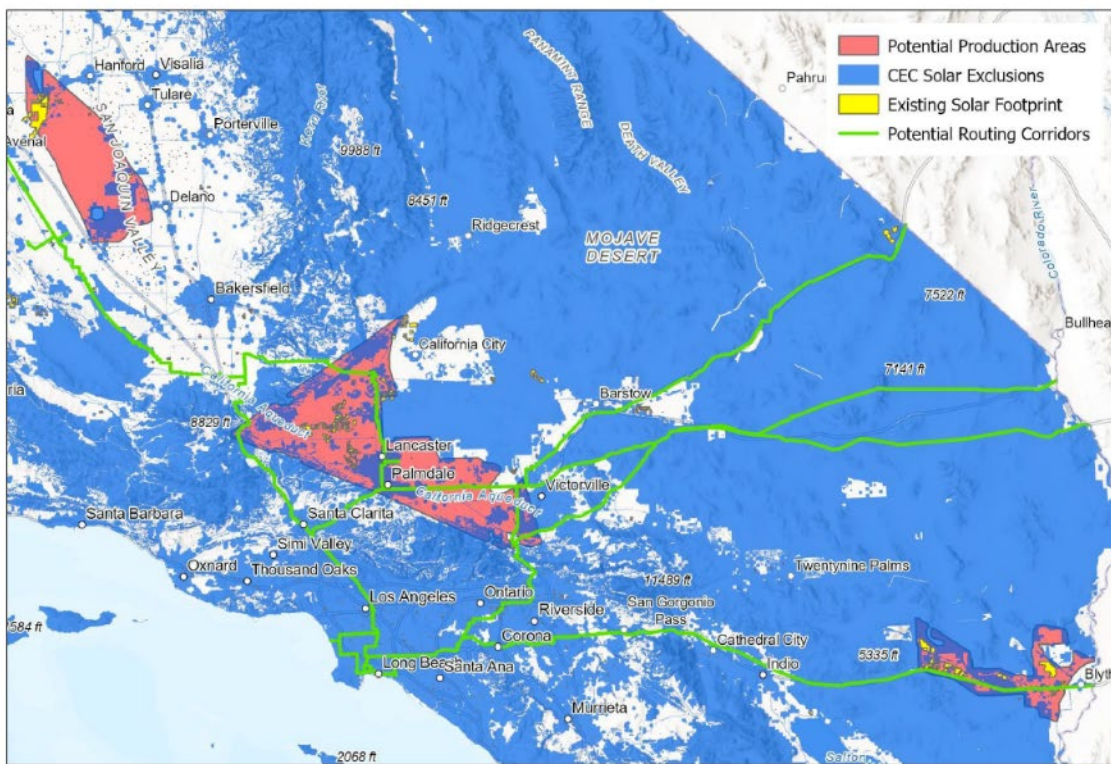 Potential Production Areas
CEC Solar Exclusions
Existing Solar Footprint
Potential Routing Corridors
Hanford
Visalia
Tulare
Avenal
SAN JOAQUIN VALLEY
Porterville
Kern River
9988 ft
8451 ft
PANAMINT RANGE
DEATH VALLEY
Pahru
Delano
Ridgecrest
MOJAVE
DESERT
Colorado River
Bakersfield
7522 ft
Bullhea
California City
7141 ft
ria
California Aqueduct
8829 ft
Barstow
Lancaster
Palmdale
California Aqueduct
Victorville
Santa Barbara
Santa Clarita
Simi Valley
Oxnard
Thousand Oaks
Twentynine Palms
11489 ft
Los Angeles
Ontario
Riverside
San Gorgonio
Pass
584 ft
Corona
Cathedral City
5335 ft
Long Beach
Santa Ana
Indio
Blyth
Murrieta
2068 ft
Salton